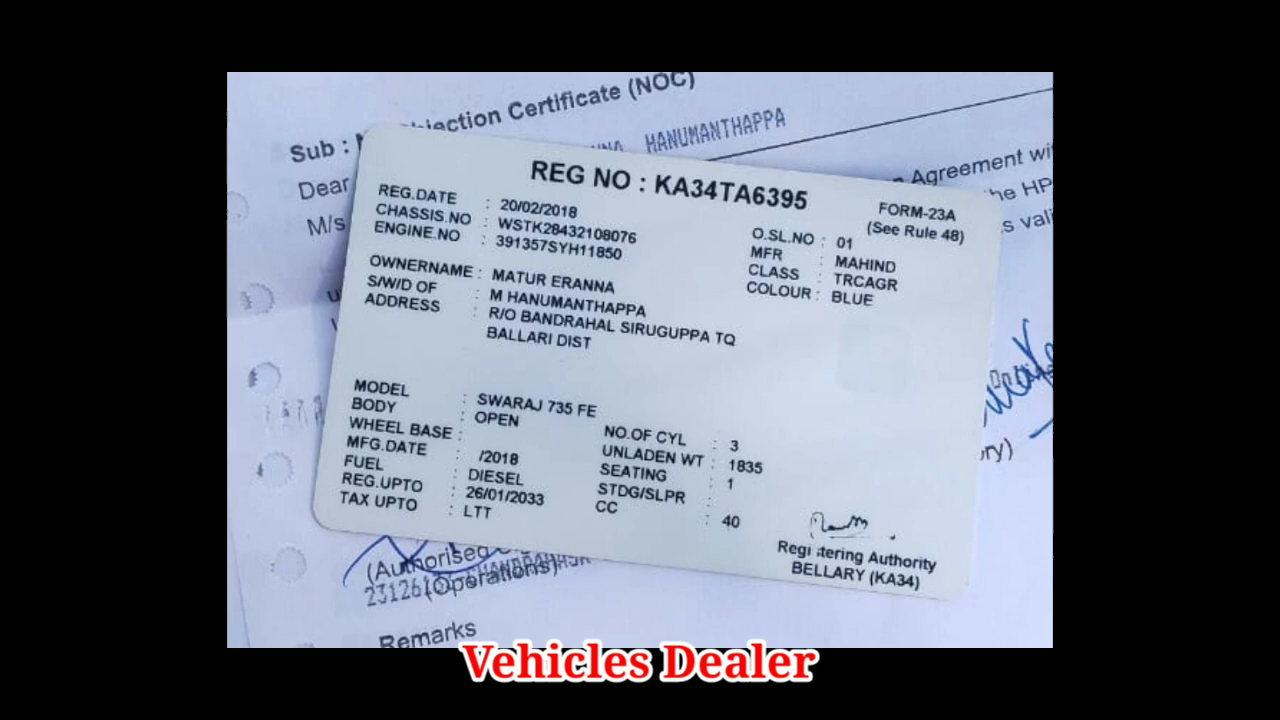 Sub : jection Certificate (NOC)
HANUMANTHAPPA
Dear Agreement
M/s the HP
REG NO : KA34TA6395
FORM-23A
(See Rule 48)
REG.DATE : 20/02/2018
CHASSIS.NO : WSTK28432108076
ENGINE.NO : 391357SYH11850
O.SL.NO : 01
MFR : MAHIND
CLASS : TRCAGR
COLOUR : BLUE
OWNERNAME : MATUR ERANNA
S/W/D OF : M HANUMANTHAPPA
ADDRESS : R/O BANDRAHAL SIRUGUPPA TQ
BALLARI DIST
MODEL : SWARAJ 735 FE
BODY : OPEN
WHEEL BASE :
MFG.DATE : /2018
FUEL : DIESEL
REG.UPTO : 26/01/2033
TAX UPTO : LTT
NO.OF CYL : 3
UNLADEN WT : 1835
SEATING : 1
STDG/SLPR :
CC : 40
Registering Authority
BELLARY (KA34)
(Authorised
(Operations)
Remarks
Vehicles Dealer